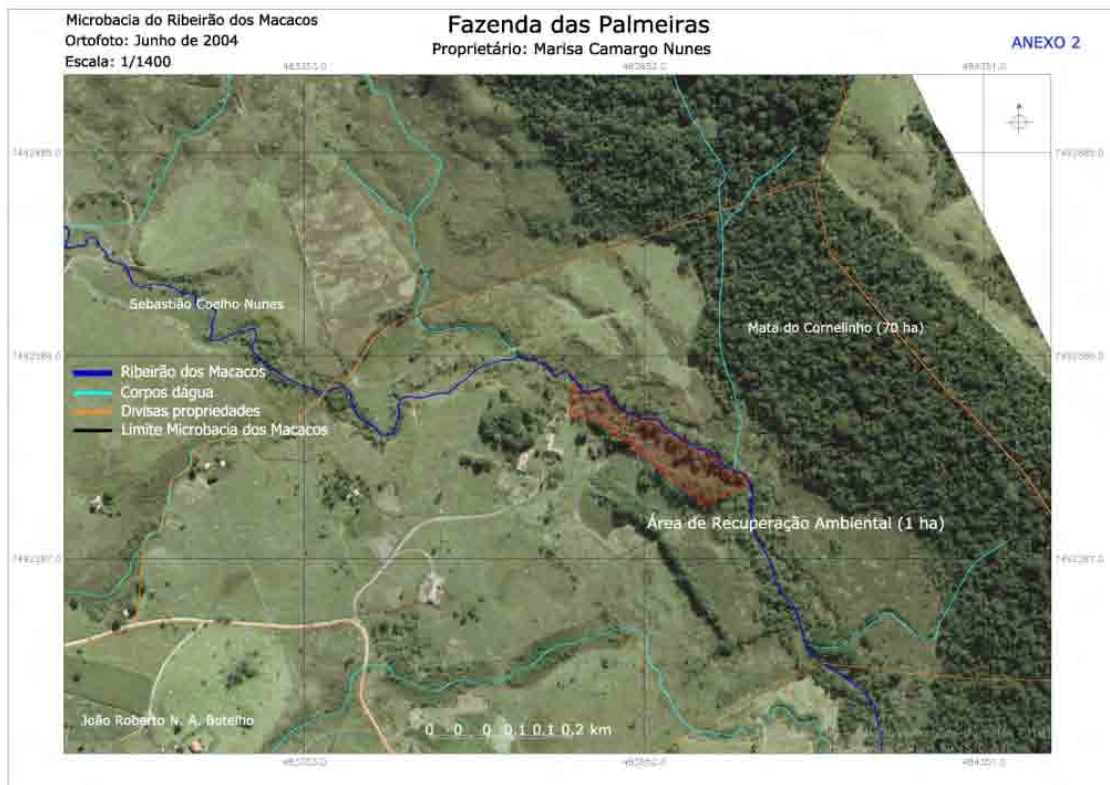 Microbacia do Ribeirão dos Macacos
Ortofoto: Junho de 2004
Escala: 1/1400
Fazenda das Palmeiras
Proprietário: Marisa Camargo Nunes
ANEXO 2
Sebastião Coelho Nunes
Mata do Cornelinho (70 ha)
Ribeirão dos Macacos
Corpos dágua
Divisas propriedades
Limite Microbacia dos Macacos
Área de Recuperação Ambiental (1 ha)
João Roberto N. A. Botelho
0 0 0 0.1 0.1 0.2 km